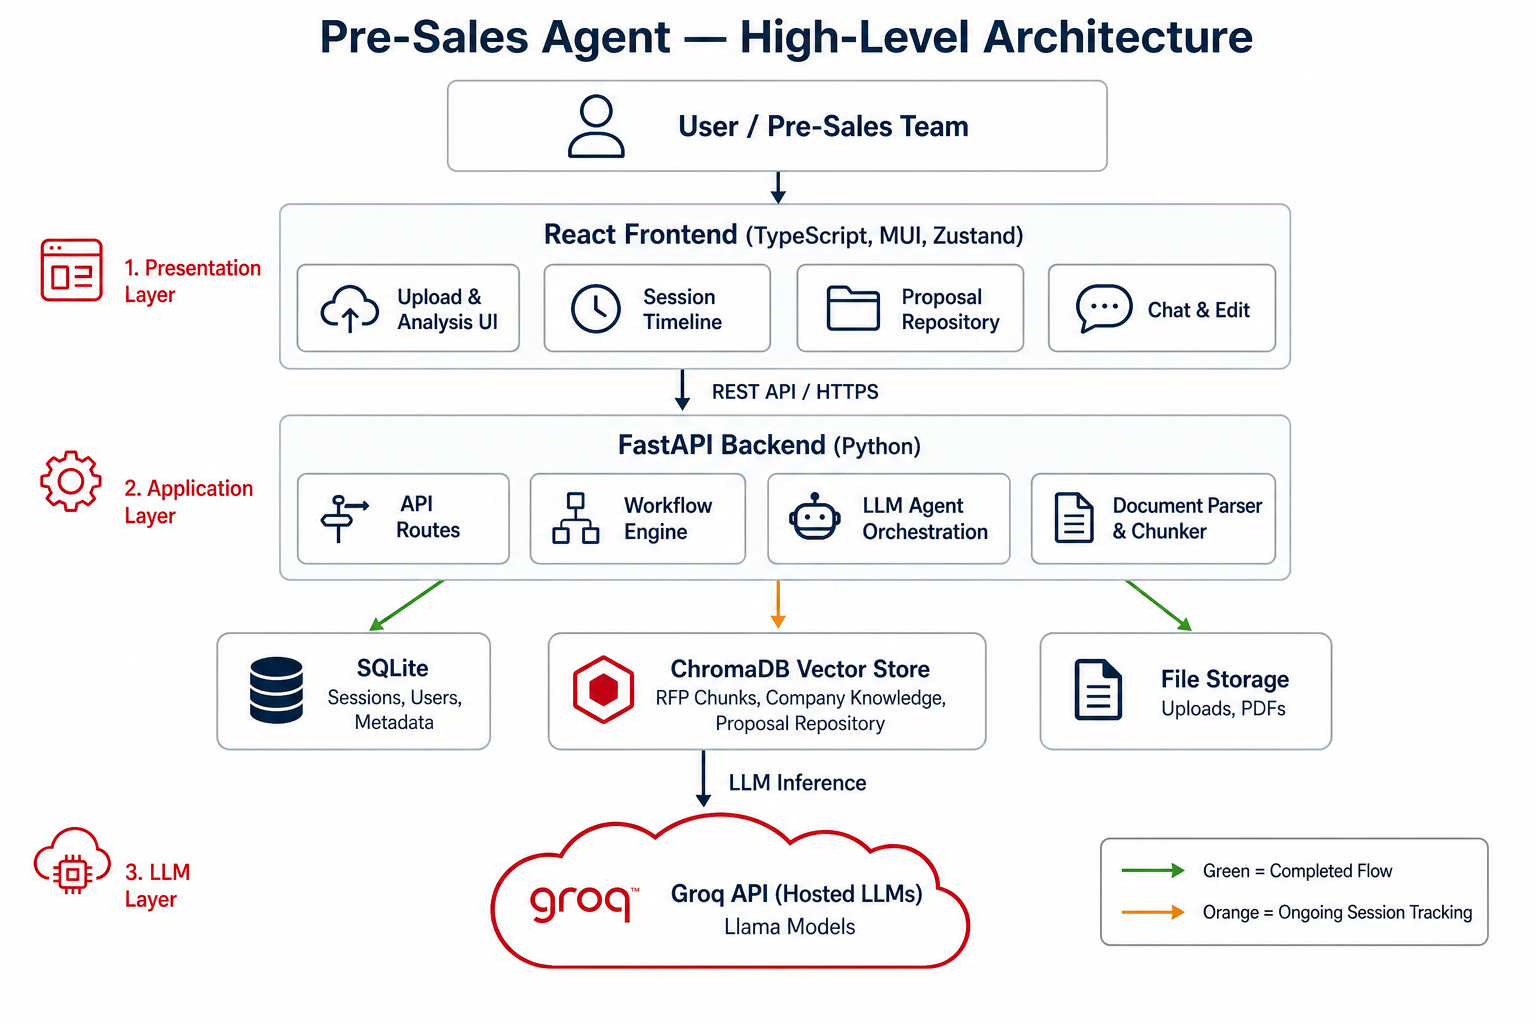 Pre-Sales Agent — High-Level Architecture
User / Pre-Sales Team
React Frontend (TypeScript, MUI, Zustand)
1. Presentation
Layer
Upload &
Analysis UI
Session
Timeline
Proposal
Repository
Chat & Edit
REST API / HTTPS
FastAPI Backend (Python)
2. Application
Layer
API
Routes
Workflow
Engine
LLM Agent
Orchestration
Document Parser
& Chunker
SQLite
Sessions, Users,
Metadata
ChromaDB Vector Store
RFP Chunks, Company Knowledge,
Proposal Repository
File Storage
Uploads, PDFs
LLM Inference
3. LLM
Layer
groq™
Groq API (Hosted LLMs)
Llama Models
Green = Completed Flow
Orange = Ongoing Session Tracking